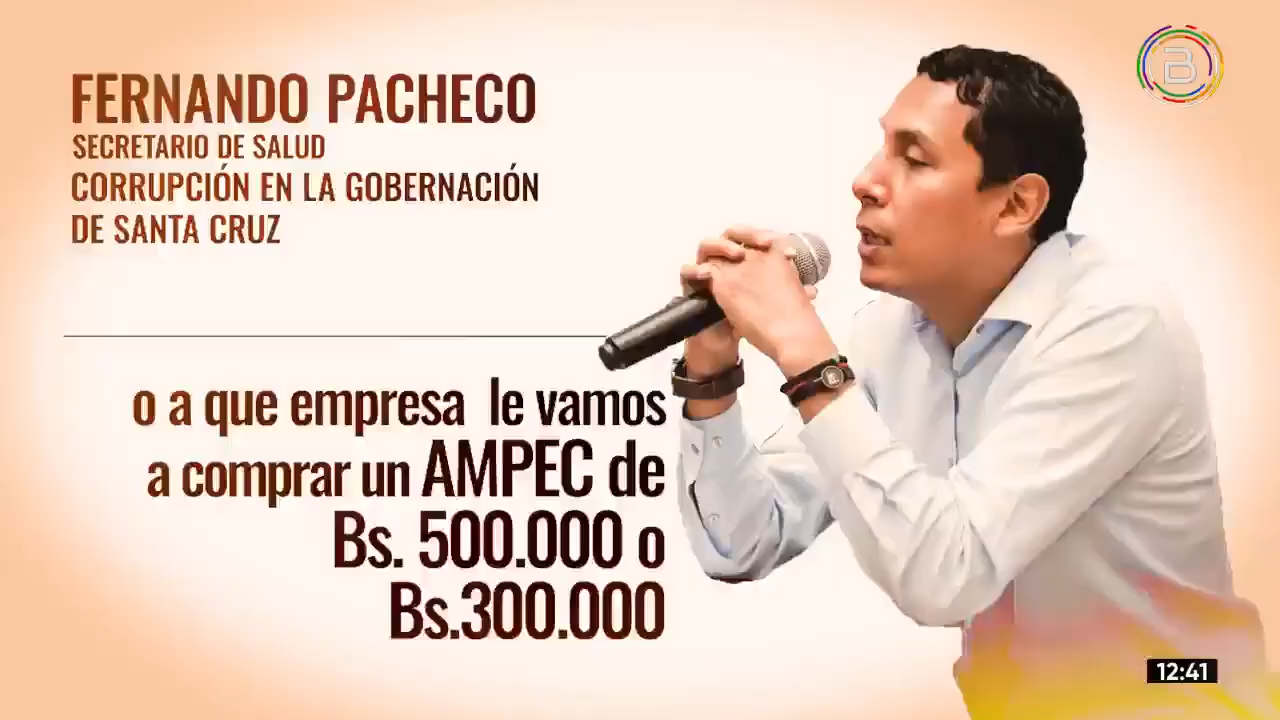 FERNANDO PACHECO
SECRETARIO DE SALUD
CORRUPCIÓN EN LA GOBERNACIÓN
DE SANTA CRUZ
o a que empresa le vamos
a comprar un AMPEC de
Bs. 500.000 o
Bs.300.000
B
12:41